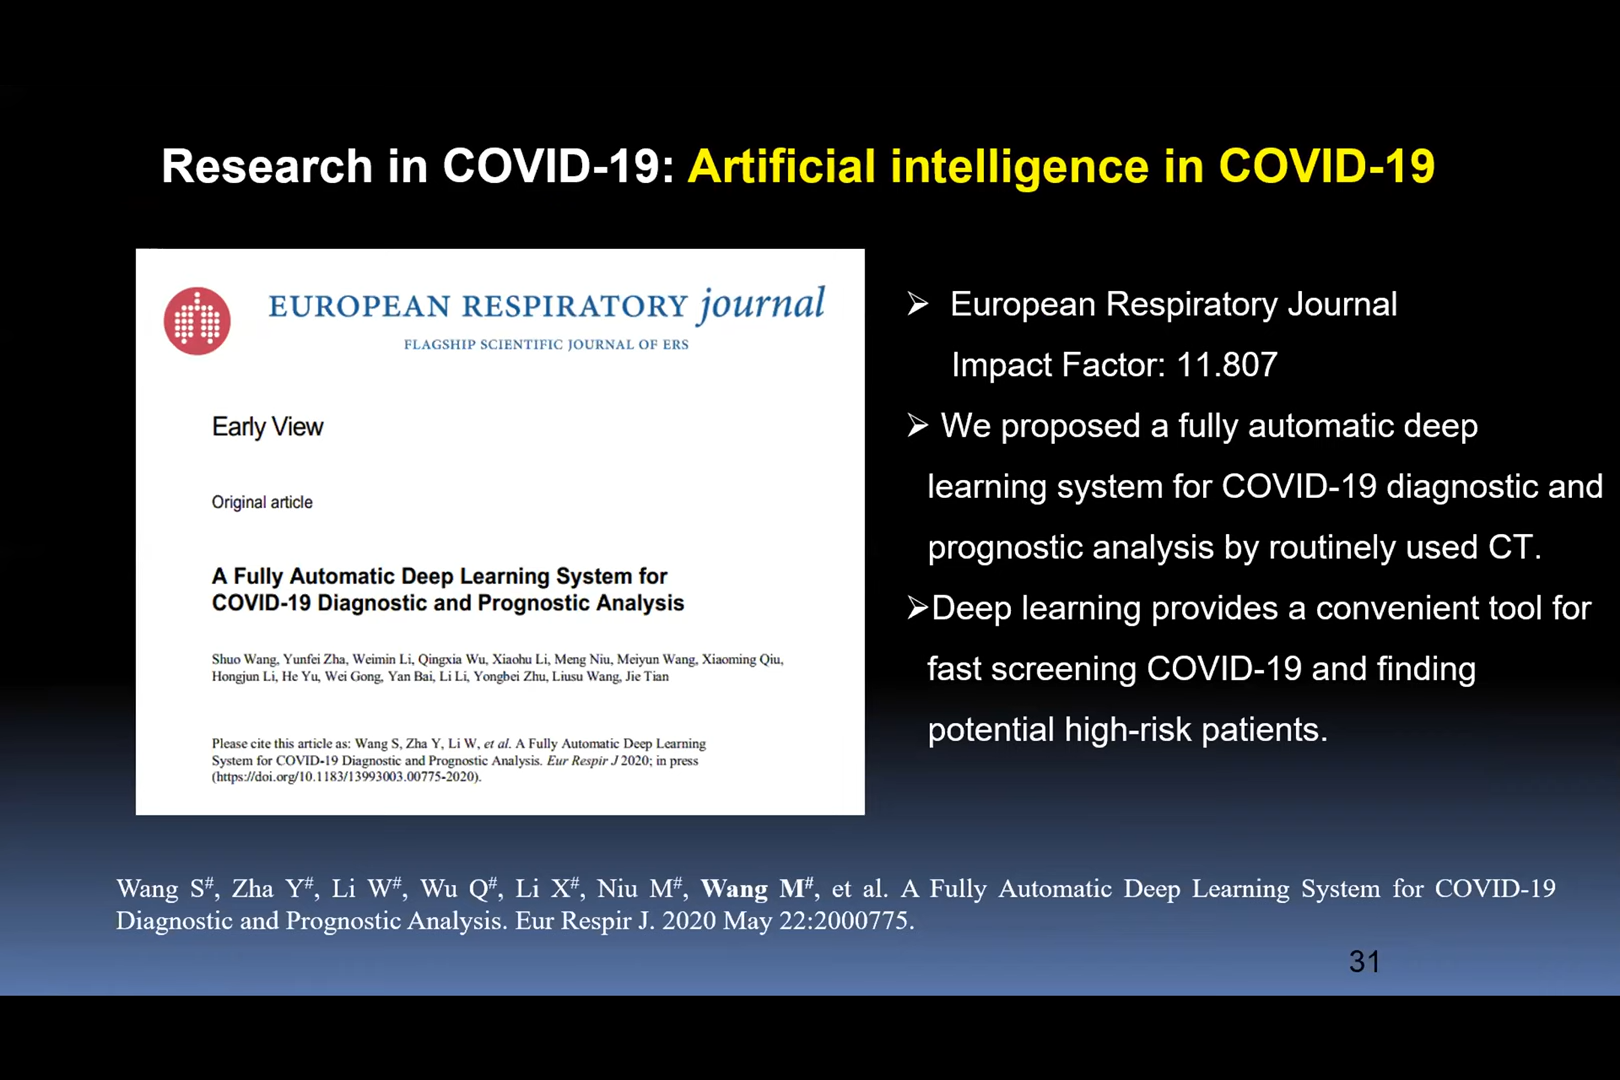 Research in COVID-19: Artificial intelligence in COVID-19
EUROPEAN RESPIRATORY journal
FLAGSHIP SCIENTIFIC JOURNAL OF ERS
Early View
Original article
A Fully Automatic Deep Learning System for
COVID-19 Diagnostic and Prognostic Analysis
Shuo Wang, Yunfei Zha, Weimin Li, Qingxia Wu, Xiaohu Li, Meng Niu, Meiyun Wang, Xiaoming Qiu,
Hongjun Li, He Yu, Wei Gong, Yan Bai, Li Li, Yongbei Zhu, Liusu Wang, Jie Tian
Please cite this article as: Wang S, Zha Y, Li W, et al. A Fully Automatic Deep Learning
System for COVID-19 Diagnostic and Prognostic Analysis. Eur Respir J 2020; in press
(https://doi.org/10.1183/13993003.00775-2020).
➢ European Respiratory Journal
Impact Factor: 11.807
➢ We proposed a fully automatic deep
learning system for COVID-19 diagnostic and
prognostic analysis by routinely used CT.
➢Deep learning provides a convenient tool for
fast screening COVID-19 and finding
potential high-risk patients.
Wang S#, Zha Y#, Li W#, Wu Q#, Li X#, Niu M#, Wang M#, et al. A Fully Automatic Deep Learning System for COVID-19
Diagnostic and Prognostic Analysis. Eur Respir J. 2020 May 22:2000775.
31